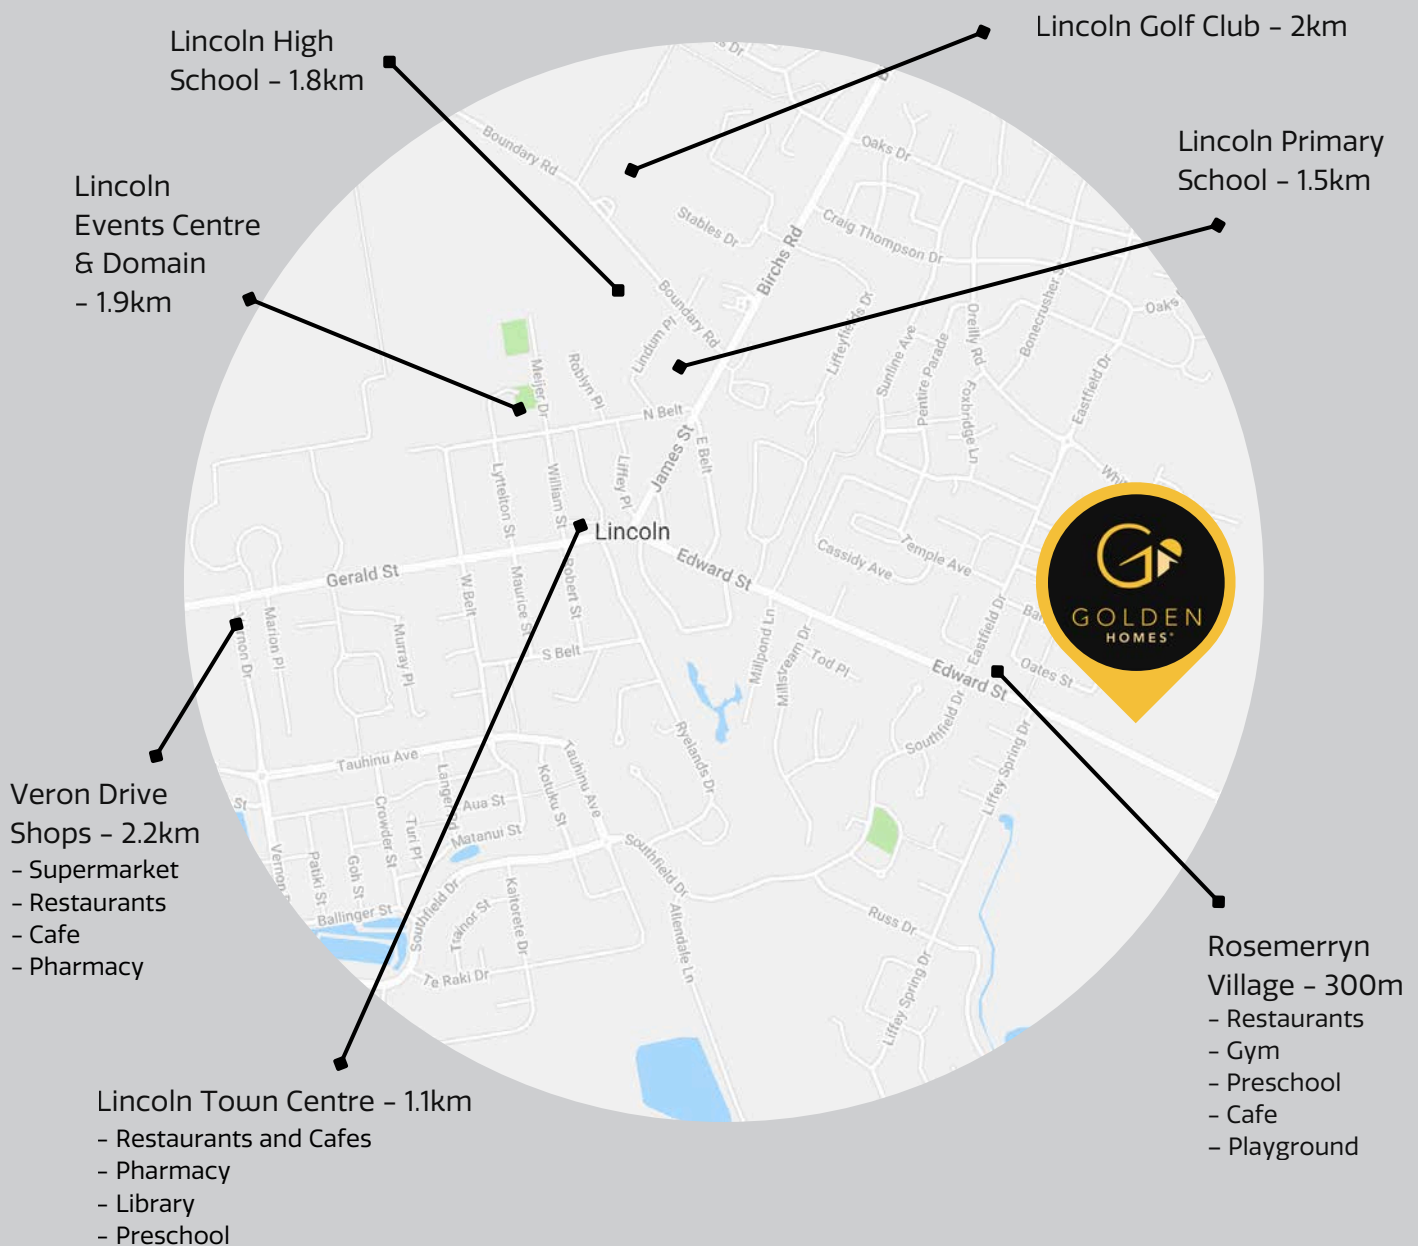 Lincoln High
School - 1.8km
Lincoln Golf Club - 2km
Lincoln Primary
School - 1.5km
Lincoln
Events Centre
& Domain
- 1.9km
Boundary Rd
Oaks Dr
Stables Dr
Craig Thompson Dr
Birchs Rd
Boundary Rd
Lindum Pl
Liffeyfields Dr
Sunline Ave
Pentire Parade
Oreilly Rd
Foxbridge Ln
Bonecrusher
Oaks
Eastfield Dr
Meijer Dr
Roblyn Pl
N Belt
E Belt
James St
Liffey Pl
Lyttelton St
William St
Lincoln
Gerald St
Edward St
Cassidy Ave
Temple Ave
W Belt
Maurice St
Robert St
Marion Pl
Murray Pl
S Belt
Millpond Ln
Millstream Dr
Tod Pl
Eastfield Dr
Oates St
Edward St
GOLDEN
HOMES
Southfield Dr
Liffey Spring Dr
Ryelands Dr
Tauhinu Ave
Tauhinu Ave
Kotuku St
Aua St
Matanui St
Crowder St
Turi Pl
St
Vernon
Patiki St
Goh St
Ballinger St
Southfield Dr
Kaitorete Dr
Te Raki Dr
Southfield Dr
Allendale Ln
Russ Dr
Liffey Spring Dr
Veron Drive
Shops - 2.2km
- Supermarket
- Restaurants
- Cafe
- Pharmacy
Rosemerryn
Village - 300m
- Restaurants
- Gym
- Preschool
- Cafe
- Playground
Lincoln Town Centre - 1.1km
- Restaurants and Cafes
- Pharmacy
- Library
- Preschool